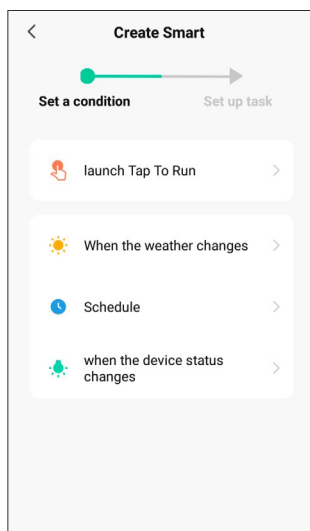 Create Smart
Set a condition
Set up task
launch Tap To Run
When the weather changes
Schedule
when the device status
changes